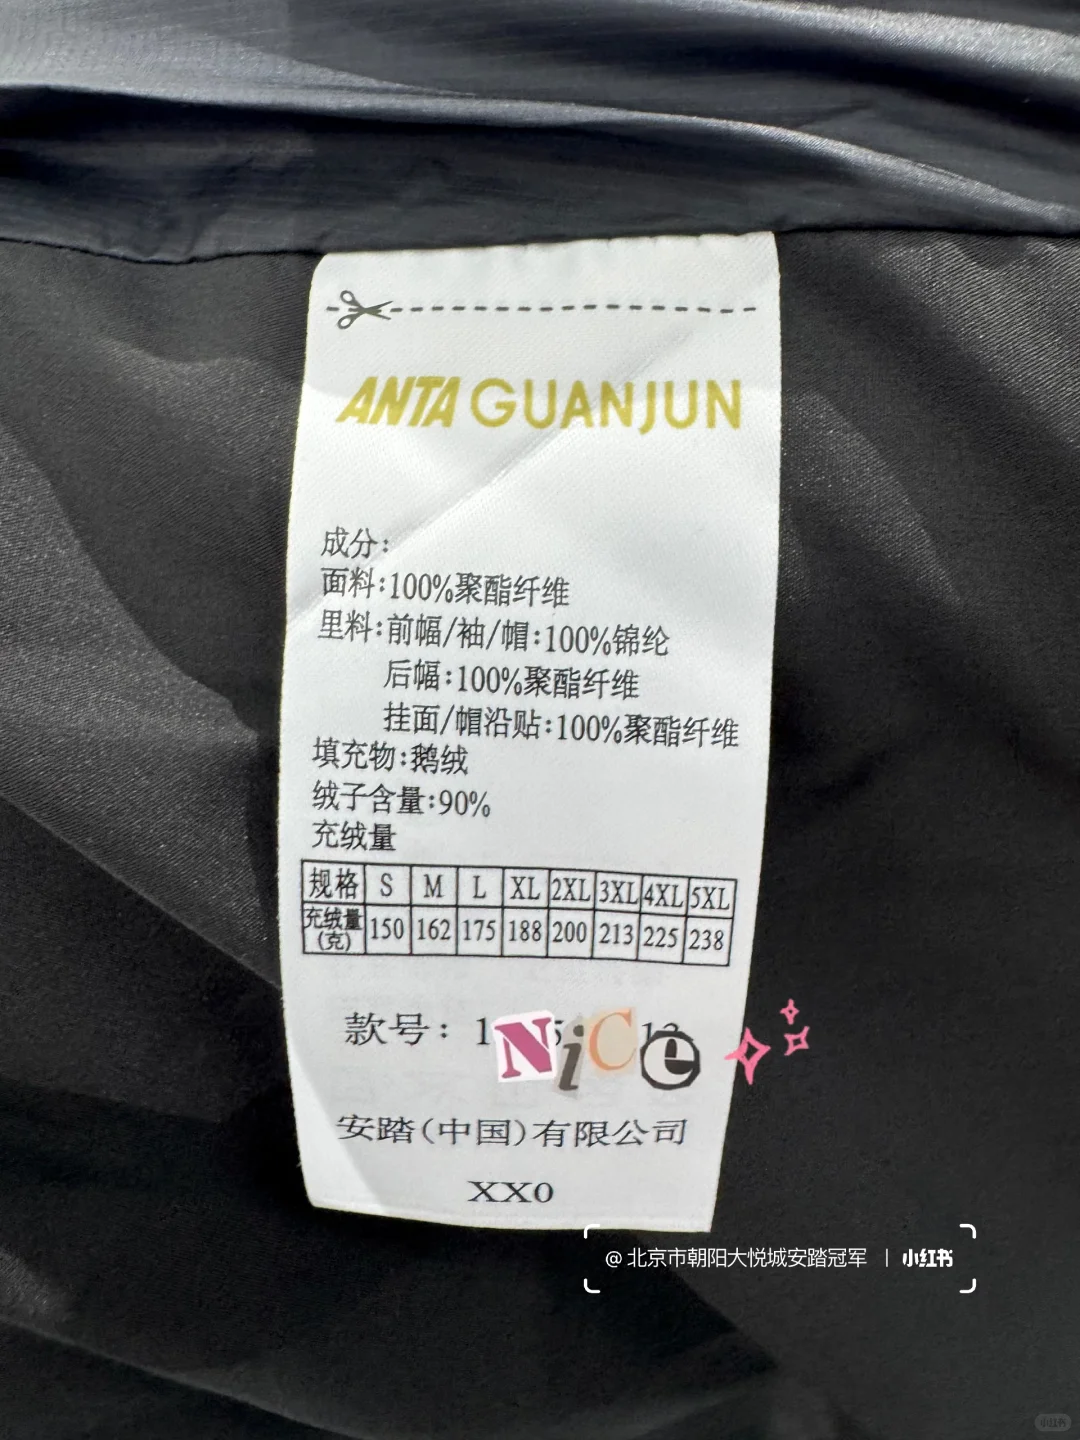 ANTA GUANJUN
成分:
面料:100%聚酯纤维
里料:前幅/袖/帽:100%锦纶
后幅:100%聚酯纤维
挂面/帽沿贴:100%聚酯纤维
填充物:鹅绒
绒子含量:90%
充绒量
规格 S M L XL 2XL 3XL 4XL 5XL
充绒量(克) 150 162 175 188 200 213 225 238
款号: 1
NiCe
安踏(中国)有限公司
XX0
@北京市朝阳大悦城安踏冠军 | 小红书
小红书